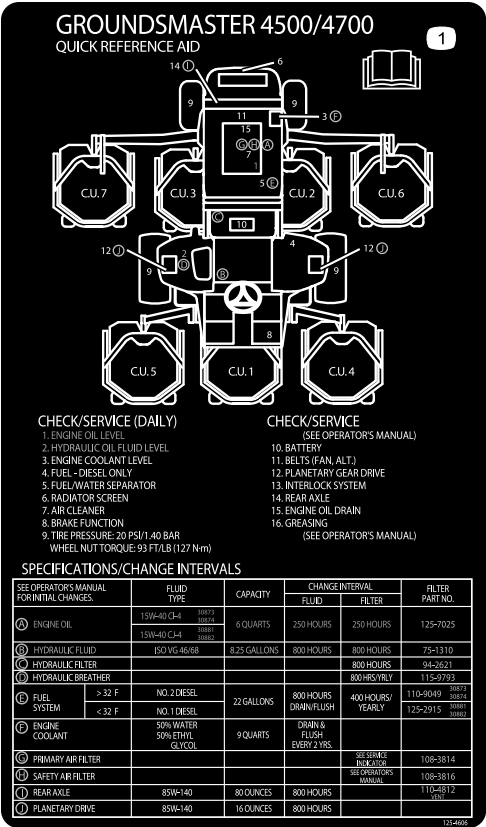 GROUNDSMASTER 4500/4700
QUICK REFERENCE AID
1
6
14 I
9
9
11
3 F
15
G H A
7
1
5 E
C.U. 7
C.U. 3
C.U. 2
C.U. 6
C
10
12 J
2
D
9
B
4
12 J
9
8
C.U. 5
C.U. 1
C.U. 4
CHECK/SERVICE (DAILY)
1. ENGINE OIL LEVEL
2. HYDRAULIC OIL FLUID LEVEL
3. ENGINE COOLANT LEVEL
4. FUEL - DIESEL ONLY
5. FUEL/WATER SEPARATOR
6. RADIATOR SCREEN
7. AIR CLEANER
8. BRAKE FUNCTION
9. TIRE PRESSURE: 20 PSI/1.40 BAR
WHEEL NUT TORQUE: 93 FT/LB (127 N·m)
CHECK/SERVICE
(SEE OPERATOR'S MANUAL)
10. BATTERY
11. BELTS (FAN, ALT.)
12. PLANETARY GEAR DRIVE
13. INTERLOCK SYSTEM
14. REAR AXLE
15. ENGINE OIL DRAIN
16. GREASING
(SEE OPERATOR'S MANUAL)
SPECIFICATIONS/CHANGE INTERVALS
SEE OPERATOR'S MANUAL FOR INITIAL CHANGES. FLUID TYPE CAPACITY CHANGE INTERVAL FLUID FILTER FILTER PART NO.
A ENGINE OIL 15W-40 CI-4 30873 30874 15W-40 CJ-4 30881 30882 6 QUARTS 250 HOURS 250 HOURS 125-7025
B HYDRAULIC FLUID ISO VG 46/68 8.25 GALLONS 800 HOURS 800 HOURS 75-1310
C HYDRAULIC FILTER 800 HOURS 94-2621
D HYDRAULIC BREATHER 800 HRS/YRLY 115-9793
E FUEL SYSTEM > 32 F NO. 2 DIESEL < 32 F NO. 1 DIESEL 22 GALLONS 800 HOURS DRAIN/FLUSH 400 HOURS/ YEARLY 110-9049 30873 30874 125-2915 30881 30882
F ENGINE COOLANT 50% WATER 50% ETHYL GLYCOL 9 QUARTS DRAIN & FLUSH EVERY 2 YRS.
G PRIMARY AIR FILTER SEE SERVICE INDICATOR 108-3814
H SAFETY AIR FILTER SEE OPERATOR'S MANUAL 108-3816
I REAR AXLE 85W-140 80 OUNCES 800 HOURS 110-4812 VENT
J PLANETARY DRIVE 85W-140 16 OUNCES 800 HOURS
125-4606